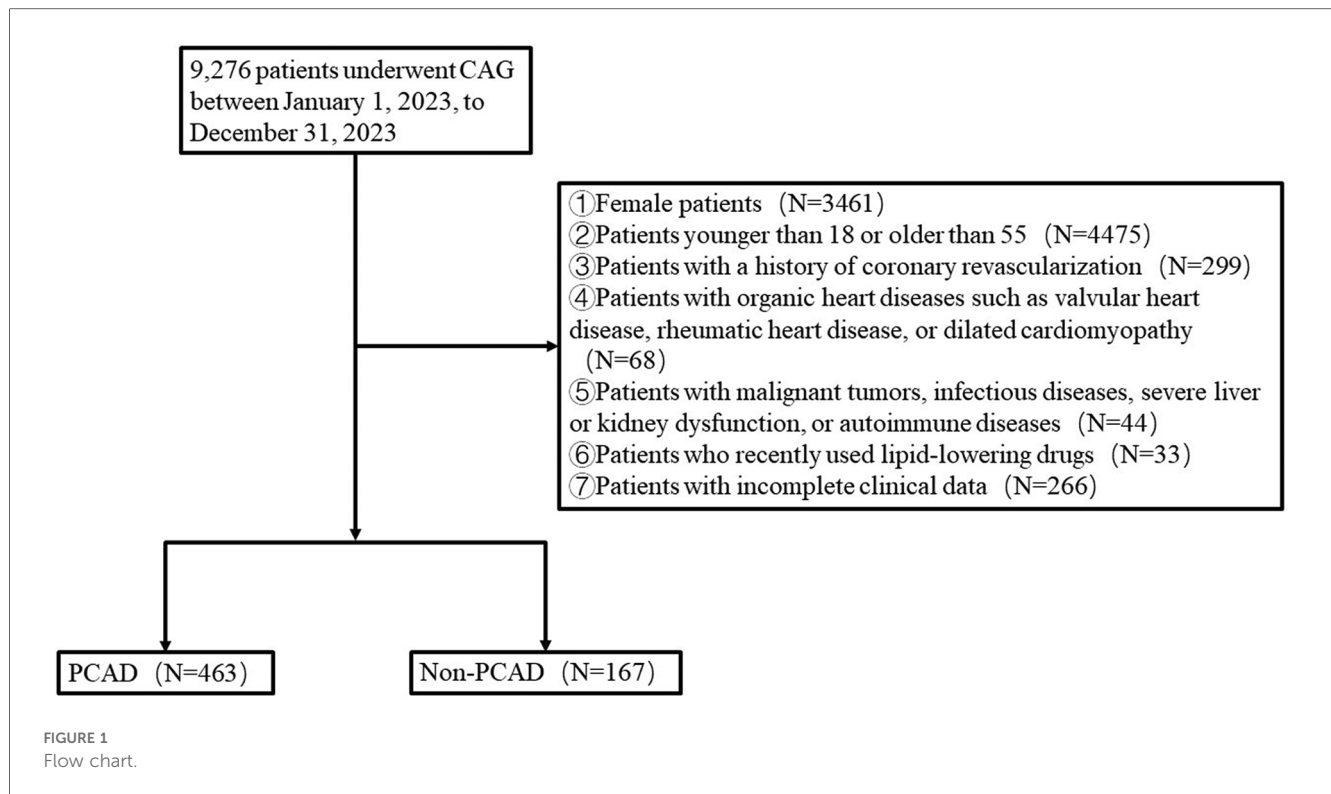 9,276 patients underwent CAG
between January 1, 2023, to
December 31, 2023
①Female patients（N=3461）
②Patients younger than 18 or older than 55（N=4475）
③Patients with a history of coronary revascularization（N=299）
④Patients with organic heart diseases such as valvular heart
disease, rheumatic heart disease, or dilated cardiomyopathy
（N=68）
⑤Patients with malignant tumors, infectious diseases, severe liver
or kidney dysfunction, or autoimmune diseases（N=44）
⑥Patients who recently used lipid-lowering drugs（N=33）
⑦Patients with incomplete clinical data（N=266）
PCAD（N=463）
Non-PCAD（N=167）
FIGURE 1
Flow chart.